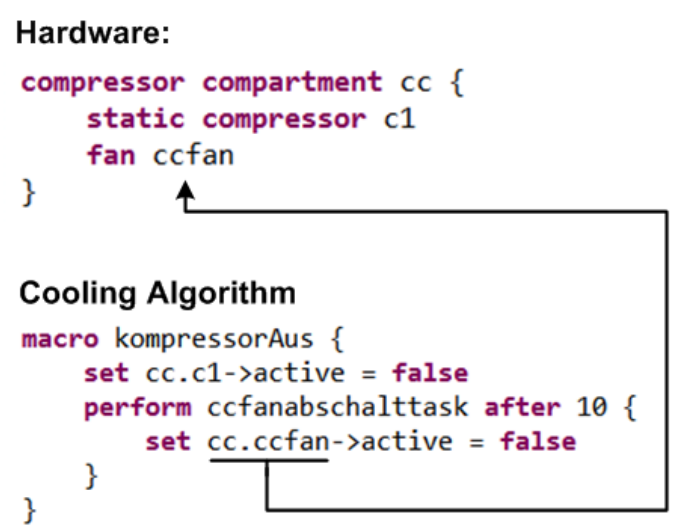 Hardware:
compressor compartment cc {
static compressor c1
fan ccfan
}
Cooling Algorithm
macro kompressorAus {
set cc.c1->active = false
perform ccfanabschalttask after 10 {
set cc.ccfan->active = false
}
}